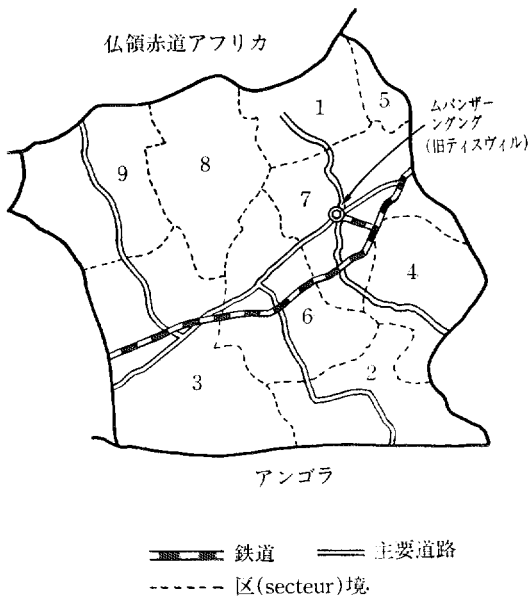 仏領赤道アフリカ
1
5
ムバンザー
ングング
(旧ティスヴィル)
8
9
7
4
6
3
2
アンゴラ
鉄道
主要道路
区(secteur)境